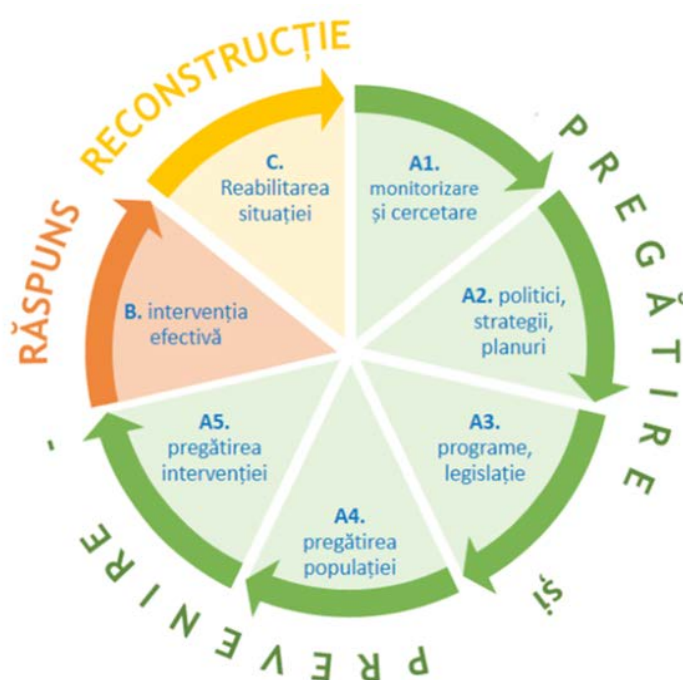 RECONSTRUCȚIE
PREGĂTIRE
ȘI
PREVENIRE
-
RĂSPUNS
A1.
monitorizare
și cercetare
A2. politici,
strategii,
planuri
A3.
programe,
legislație
A4.
pregătirea
populației
A5.
pregătirea
intervenției
B. intervenția
efectivă
C.
Reabilitarea
situației